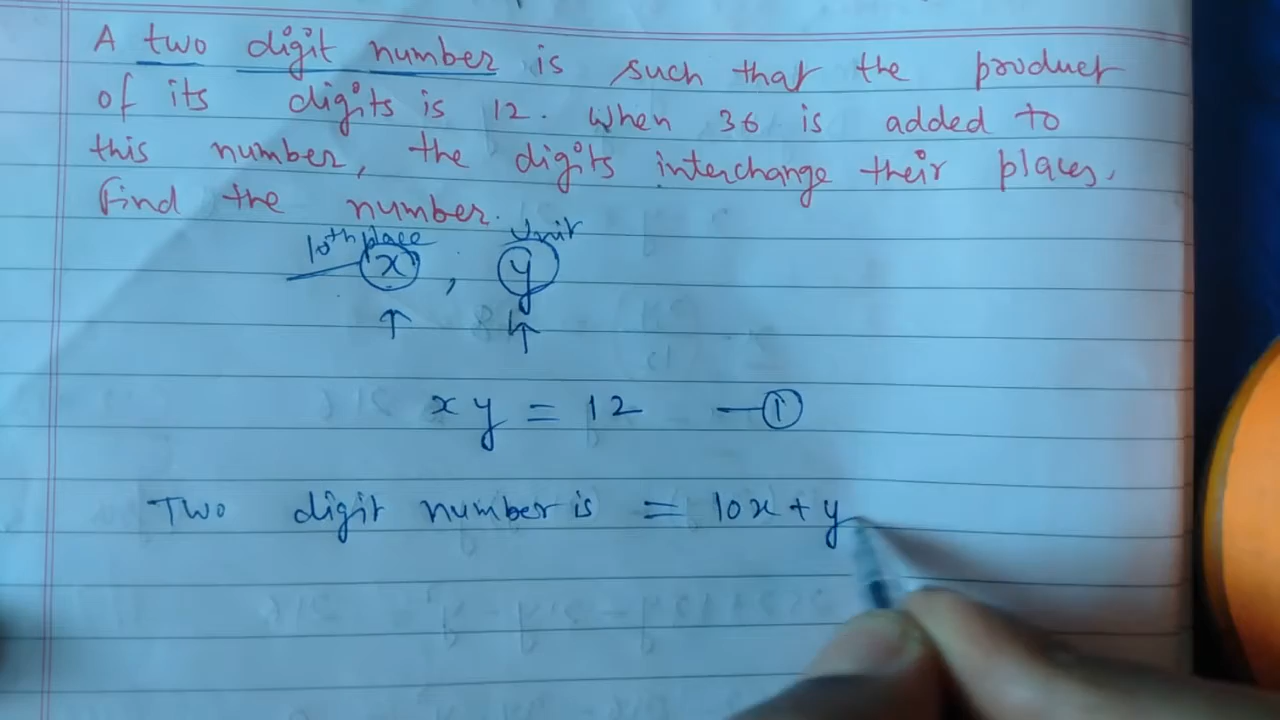 A two digit number is such that the product
of its digits is 12. When 36 is added to
this number, the digits interchange their places.
Find the number.
10th place Unit
x , y
xy = 12 — ①
Two digit number is = 10x + y